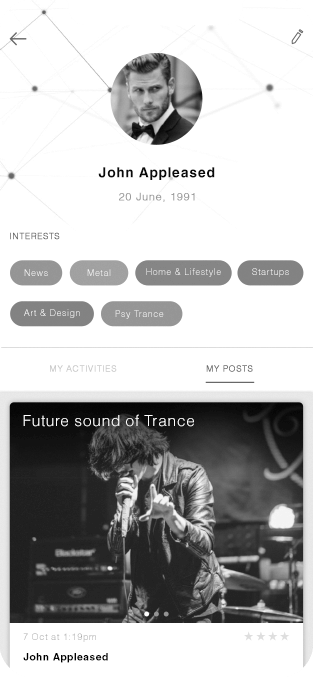 John Appleased
20 June, 1991
INTERESTS
News Metal Home & Lifestyle Startups
Art & Design Psy Trance
MY ACTIVITIES MY POSTS
Future sound of Trance
Blackstar
7 Oct at 1:19pm
John Appleased